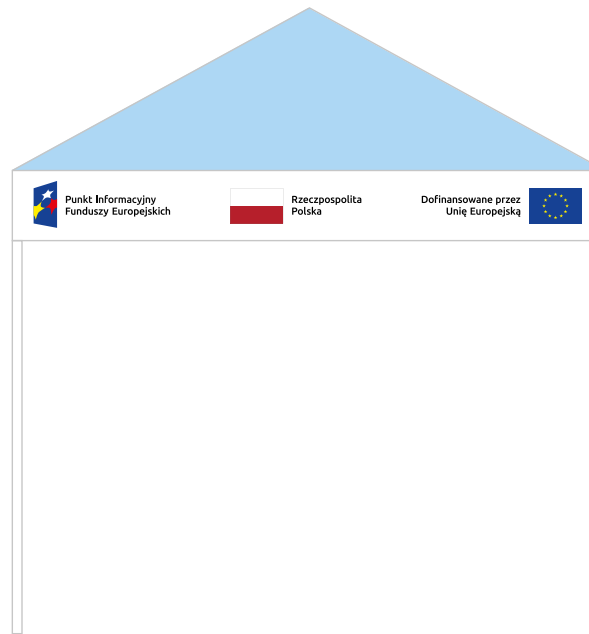 Punkt Informacyjny
Funduszy Europejskich
Rzeczpospolita
Polska
Dofinansowane przez
Unię Europejską